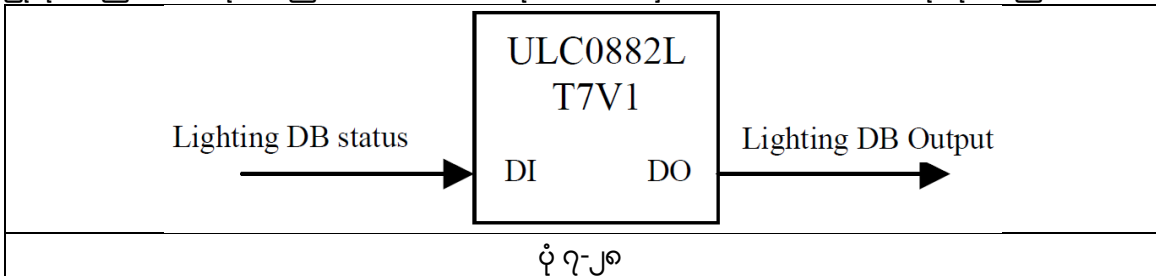 ULC0882L
T7V1
Lighting DB status
Lighting DB Output
DI DO
ပုံ ၇-၂၈